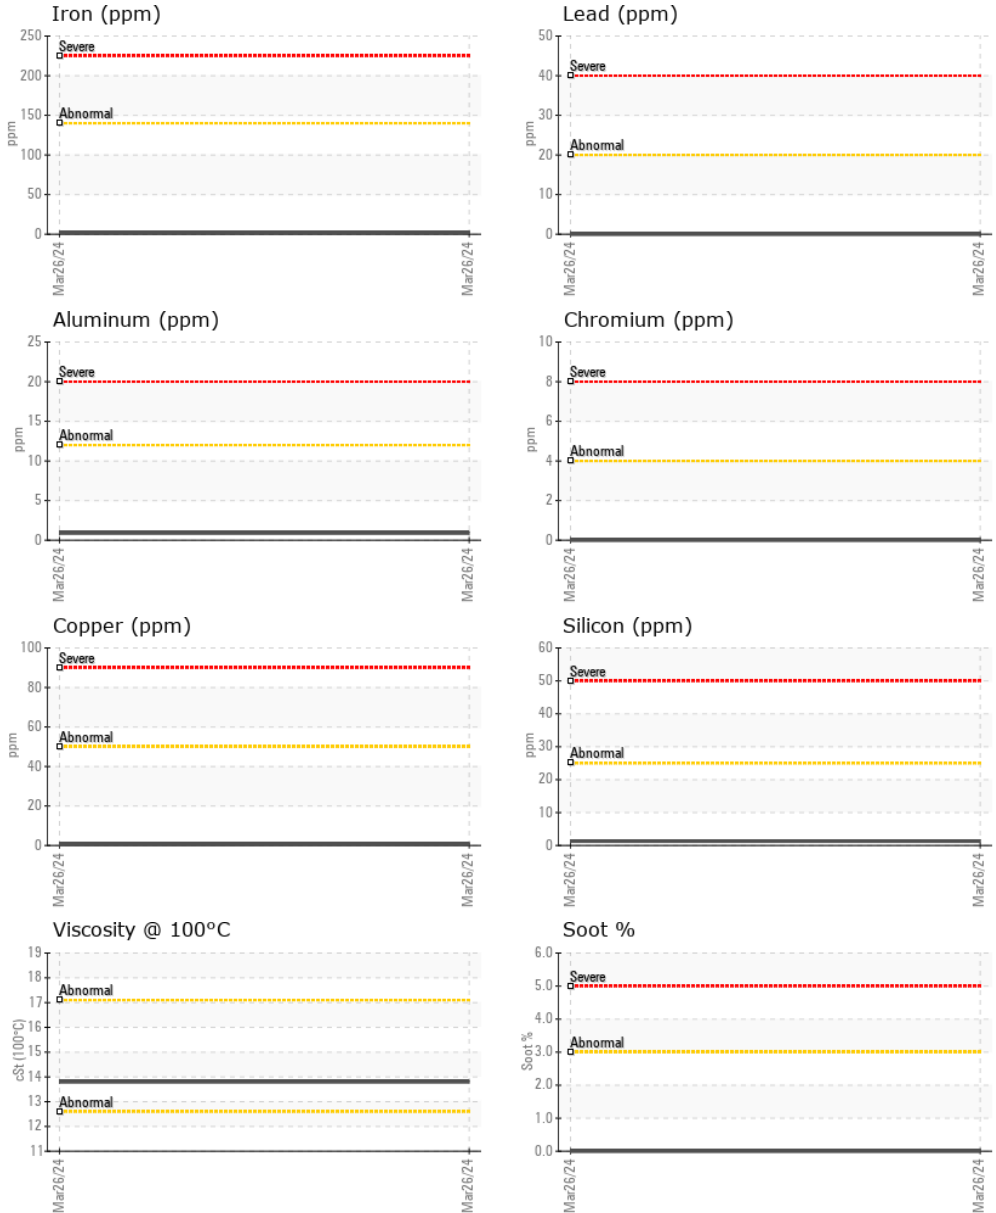 Iron (ppm)
250
200
150
100
50
0
ppm
Severe
Abnormal
Mar26/24
Mar26/24
Lead (ppm)
50
40
30
20
10
0
ppm
Severe
Abnormal
Mar26/24
Mar26/24
Aluminum (ppm)
25
20
15
10
5
0
ppm
Severe
Abnormal
Mar26/24
Mar26/24
Chromium (ppm)
10
8
6
4
2
0
ppm
Severe
Abnormal
Mar26/24
Mar26/24
Copper (ppm)
100
80
60
40
20
0
ppm
Severe
Abnormal
Mar26/24
Mar26/24
Silicon (ppm)
60
50
40
30
20
10
0
ppm
Severe
Abnormal
Mar26/24
Mar26/24
Viscosity @ 100°C
19
18
17
16
15
14
13
12
11
cSt (100°C)
Abnormal
Abnormal
Mar26/24
Mar26/24
Soot %
6.0
5.0
4.0
3.0
2.0
1.0
0.0
Soot %
Severe
Abnormal
Mar26/24
Mar26/24